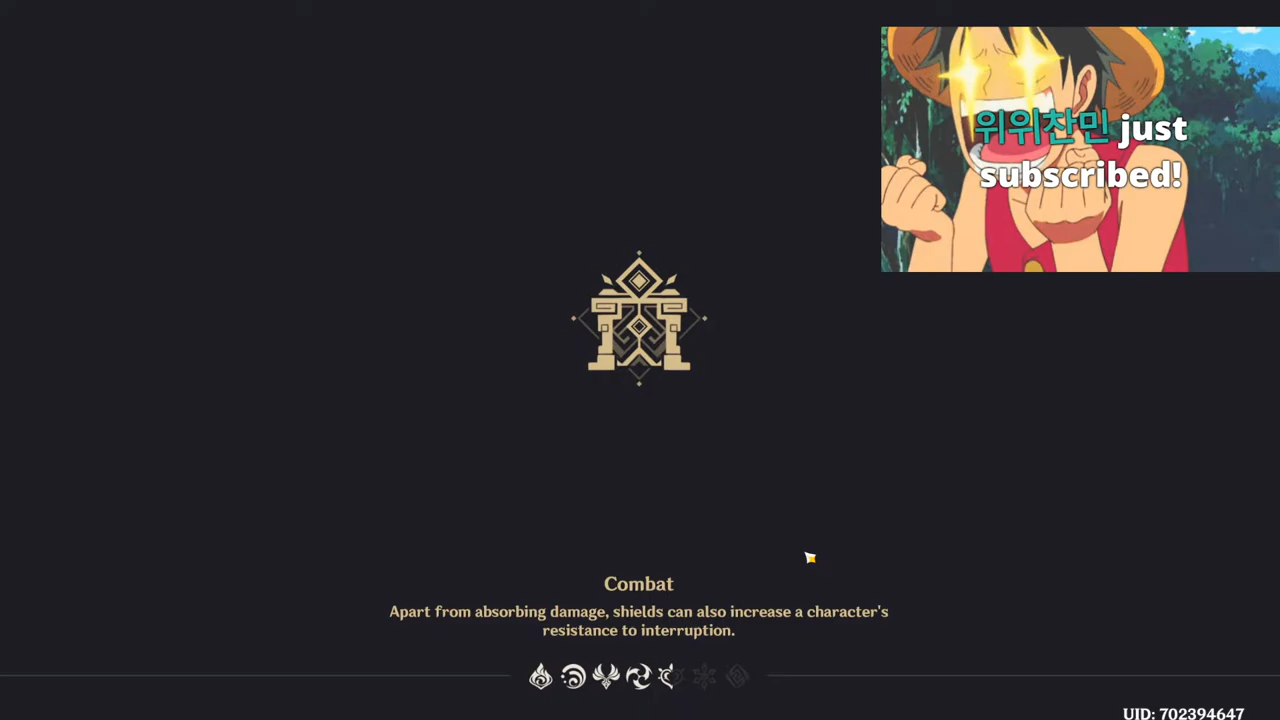 위위찬민 just
subscribed!
Combat
Apart from absorbing damage, shields can also increase a character's
resistance to interruption.
UID: 702394647